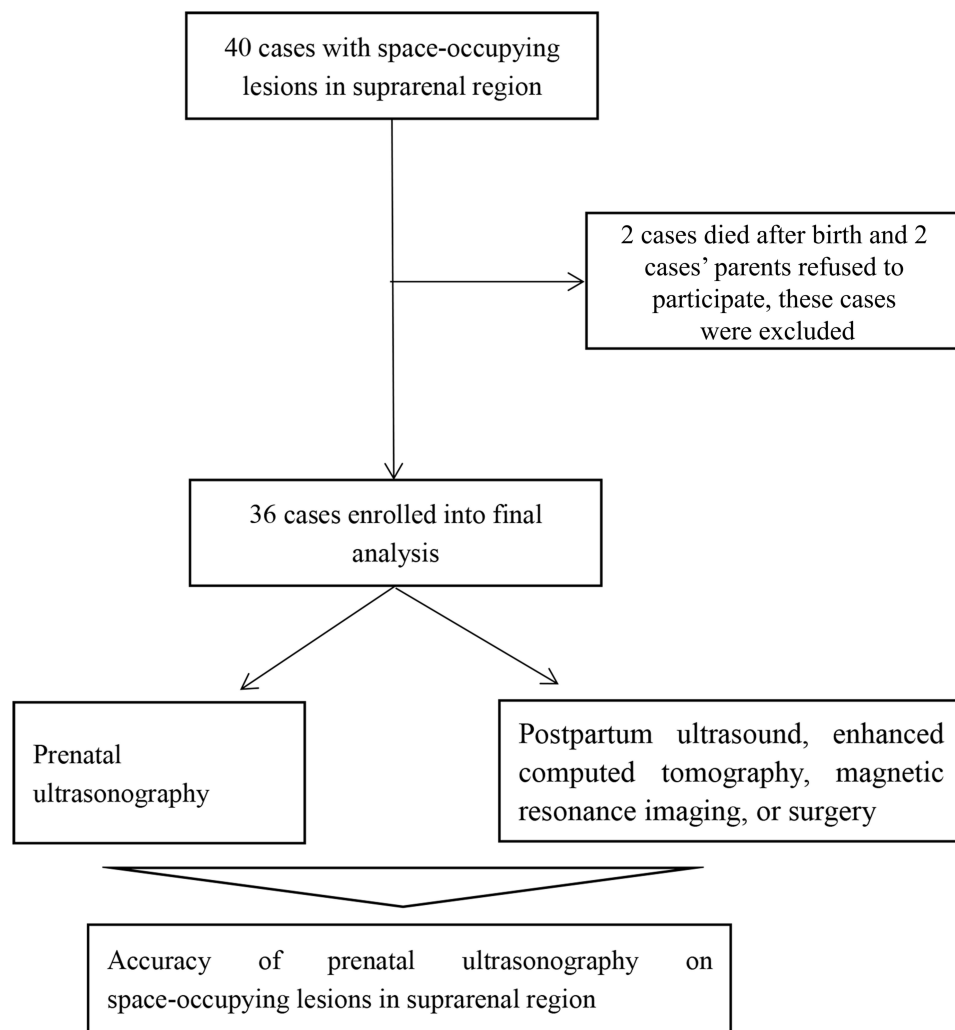 40 cases with space-occupying
lesions in suprarenal region
2 cases died after birth and 2
cases’ parents refused to
participate, these cases
were excluded
36 cases enrolled into final
analysis
Prenatal
ultrasonography
Postpartum ultrasound, enhanced
computed tomography, magnetic
resonance imaging, or surgery
Accuracy of prenatal ultrasonography on
space-occupying lesions in suprarenal region